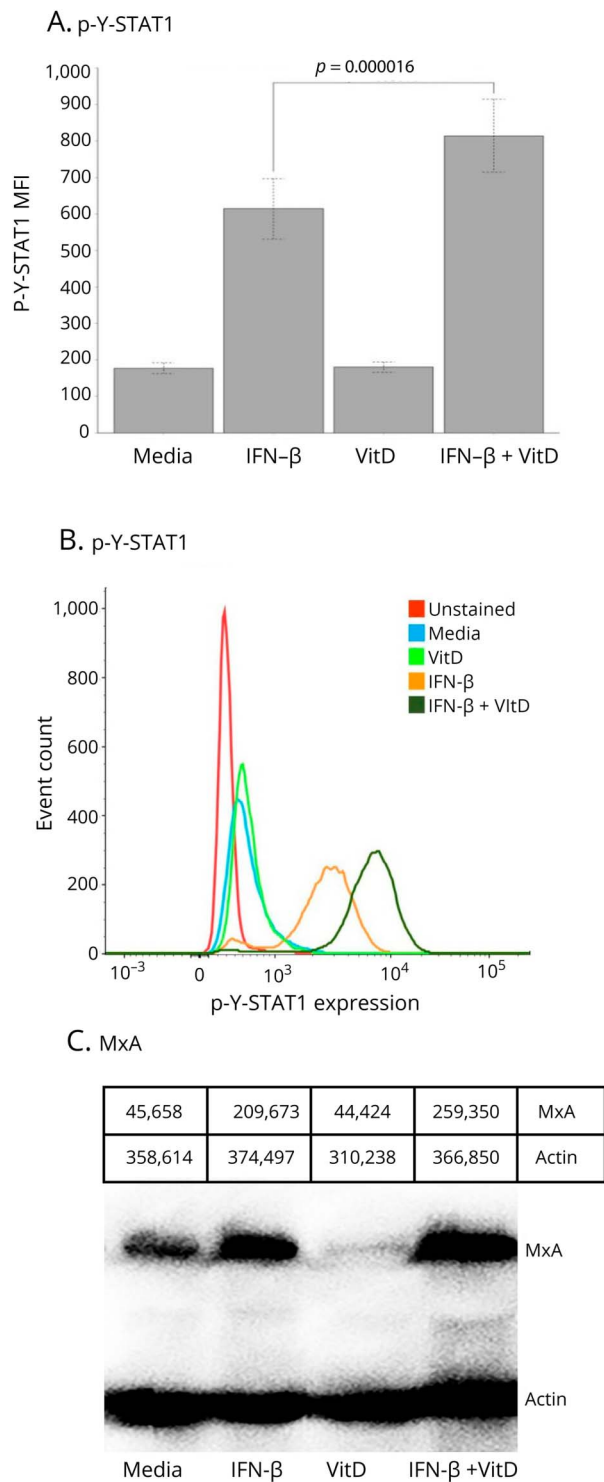 A. p-Y-STAT1
p = 0.000016
P-Y-STAT1 MFI
1,000
900
800
700
600
500
400
300
200
100
0
Media IFN–β VitD IFN–β + VitD
B. p-Y-STAT1
Event count
1,000
800
600
400
200
0
Unstained
Media
VitD
IFN-β
IFN-β + VItD
10-3 0 103 104 105
p-Y-STAT1 expression
C. MxA
45,658 209,673 44,424 259,350 MxA
358,614 374,497 310,238 366,850 Actin
MxA
Actin
Media IFN-β VitD IFN-β +VitD